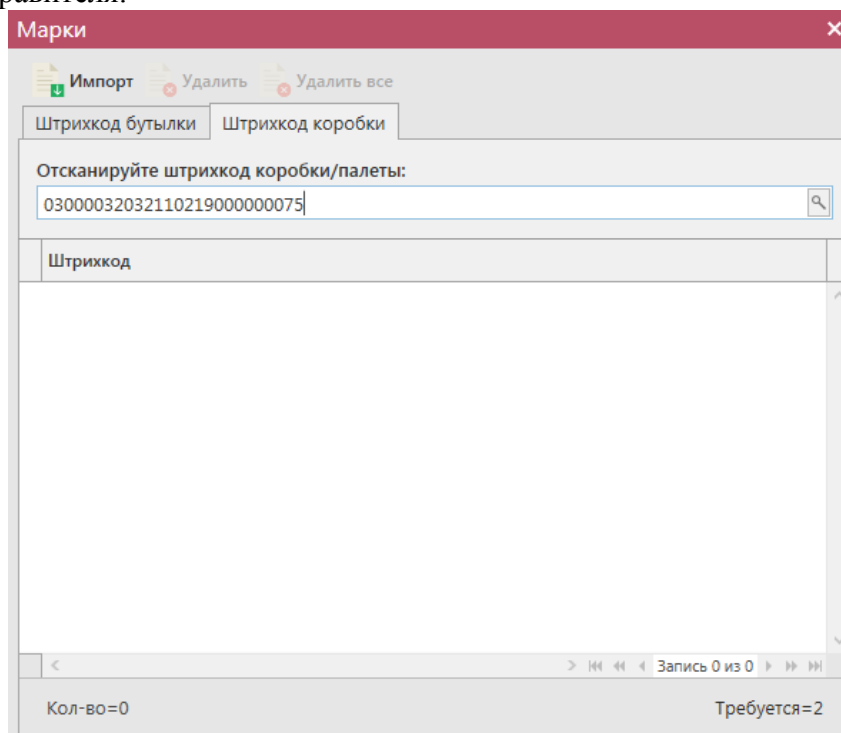 равителя.
Марки
Импорт Удалить Удалить все
Штрихкод бутылки Штрихкод коробки
Отсканируйте штрихкод коробки/палеты:
03000032032110219000000075
Штрихкод
Запись 0 из 0
Кол-во=0 Требуется=2